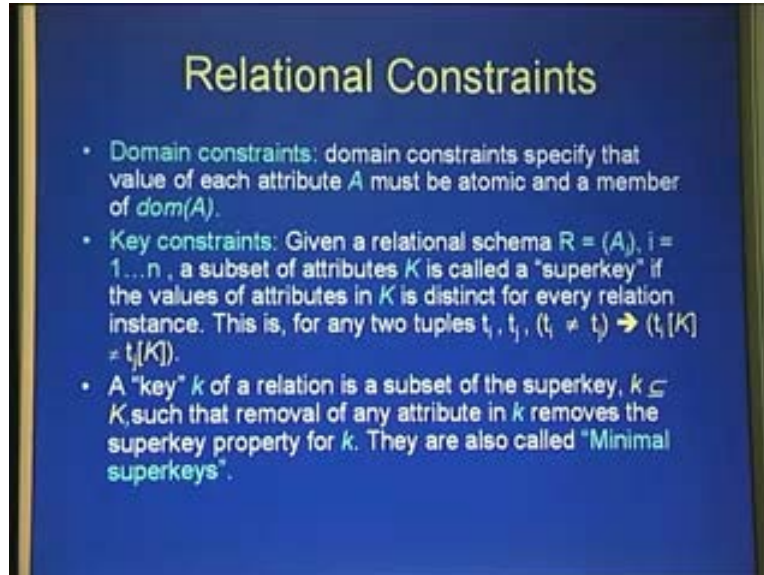 Relational Constraints
• Domain constraints: domain constraints specify that
value of each attribute A must be atomic and a member
of dom(A).
• Key constraints: Given a relational schema R = (Aᵢ), i =
1...n , a subset of attributes K is called a “superkey” if
the values of attributes in K is distinct for every relation
instance. This is, for any two tuples tᵢ , tⱼ , (tᵢ ≠ tⱼ) ➔ (tᵢ [K]
≠ tⱼ[K]).
• A “key” k of a relation is a subset of the superkey, k ⊆
K,such that removal of any attribute in k removes the
superkey property for k. They are also called “Minimal
superkeys”.